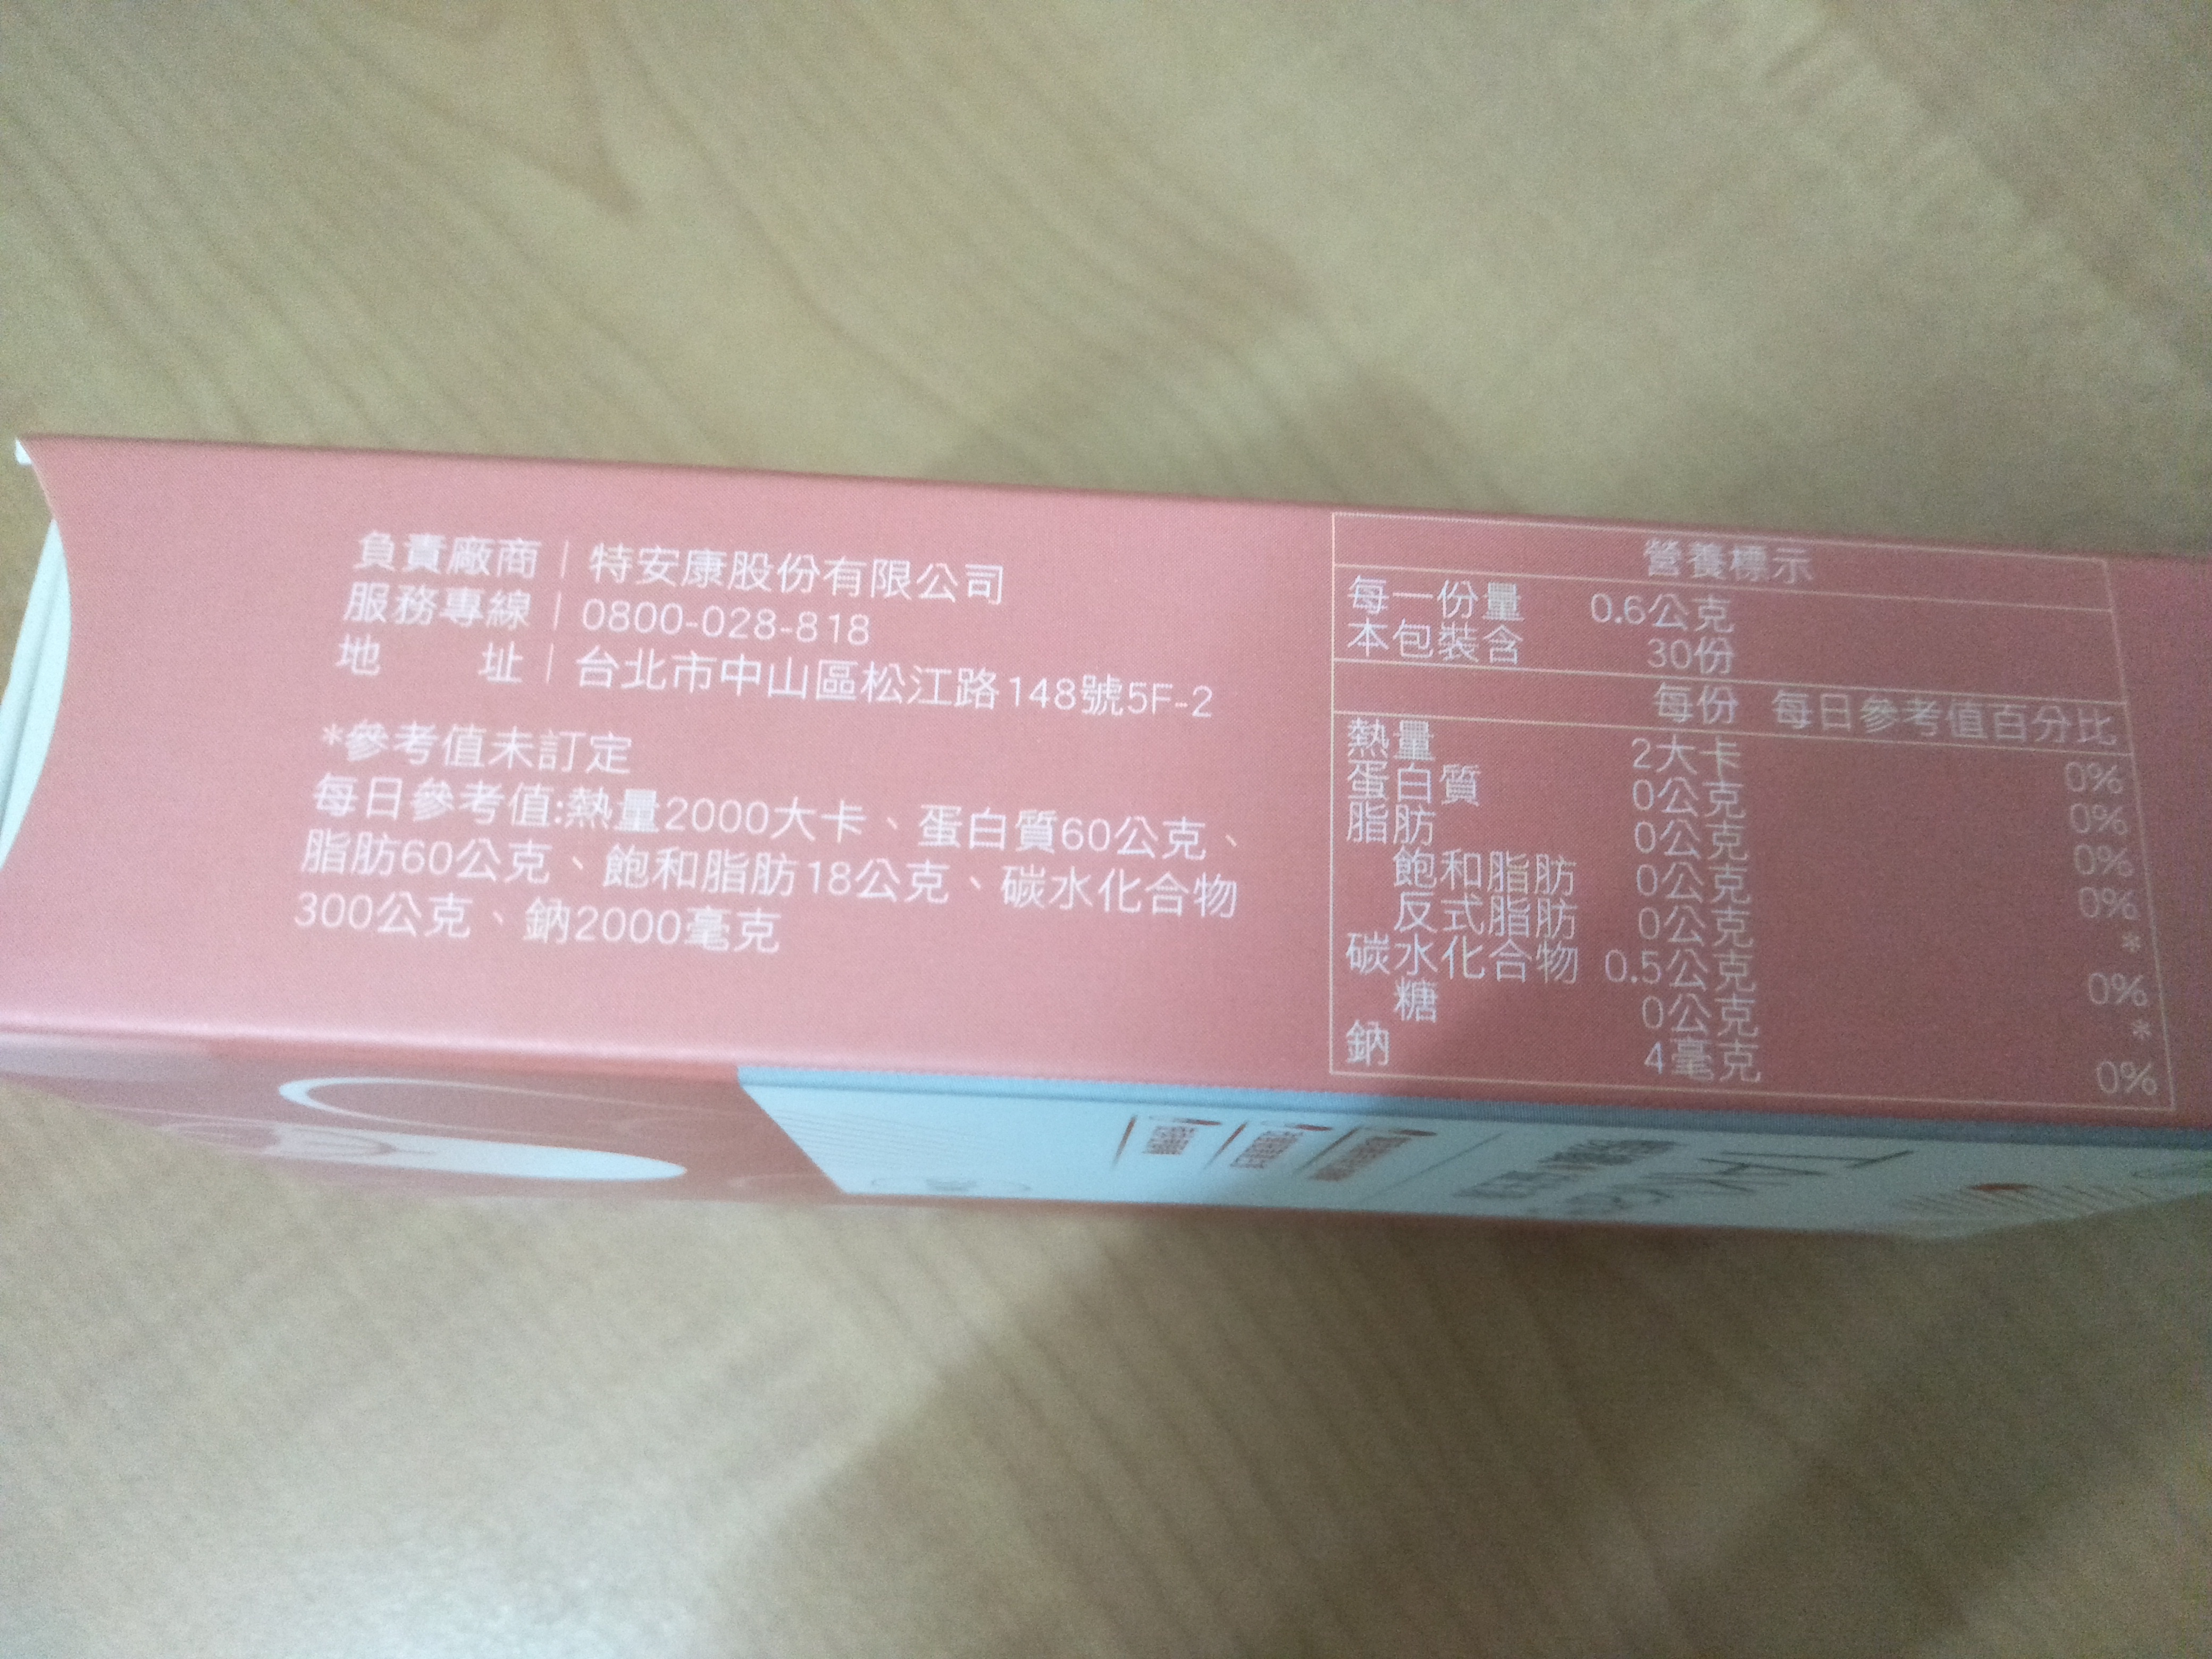 負責廠商｜特安康股份有限公司
服務專線｜0800-028-818
地　　址｜台北市中山區松江路148號5F-2
*參考值未訂定
每日參考值:熱量2000大卡、蛋白質60公克、
脂肪60公克、飽和脂肪18公克、碳水化合物
300公克、鈉2000毫克
營養標示
每一份量 0.6公克
本包裝含 30份
每份 每日參考值百分比
熱量 2大卡 0%
蛋白質 0公克 0%
脂肪 0公克 0%
飽和脂肪 0公克 0%
反式脂肪 0公克 *
碳水化合物 0.5公克 0%
糖 0公克 *
鈉 4毫克 0%